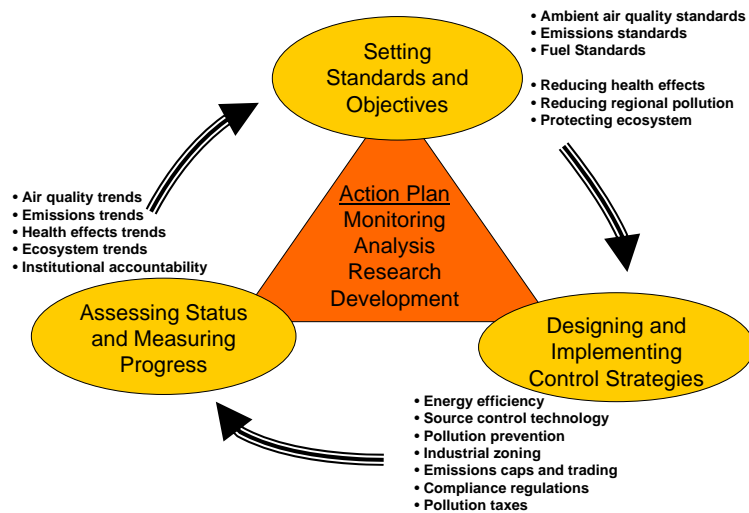 Setting
Standards and
Objectives
• Ambient air quality standards
• Emissions standards
• Fuel Standards
• Reducing health effects
• Reducing regional pollution
• Protecting ecosystem
Action Plan
Monitoring
Analysis
Research
Development
• Air quality trends
• Emissions trends
• Health effects trends
• Ecosystem trends
• Institutional accountability
Assessing Status
and Measuring
Progress
Designing and
Implementing
Control Strategies
• Energy efficiency
• Source control technology
• Pollution prevention
• Industrial zoning
• Emissions caps and trading
• Compliance regulations
• Pollution taxes